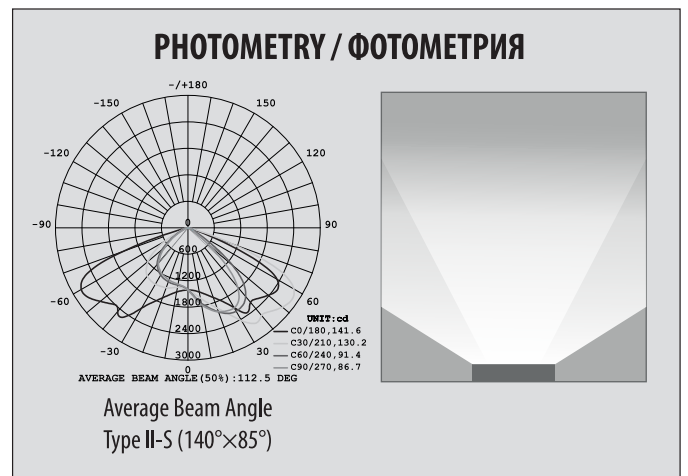 PHOTOMETRY / ФОТОМЕТРИЯ
-/+180
-150 150
-120 120
-90 0 90
600
1200
-60 1800 60
UNIT:cd
2400 C0/180,141.6
C30/210,130.2
-30 3000 30 C60/240,91.4
0 C90/270,86.7
AVERAGE BEAM ANGLE(50%):112.5 DEG
Average Beam Angle
Type II-S (140°×85°)